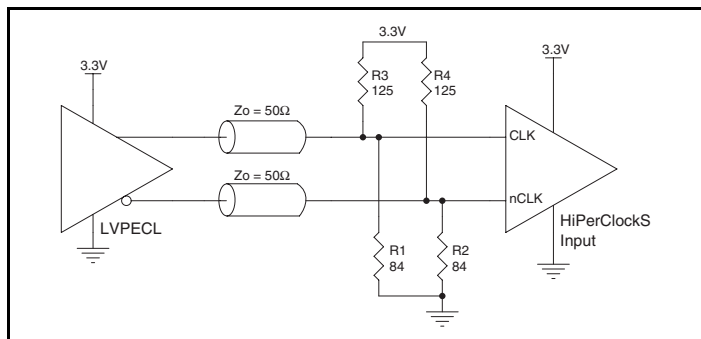 3.3V
3.3V
3.3V
R3
125
R4
125
Zo = 50Ω
CLK
Zo = 50Ω
nCLK
LVPECL
HiPerClockS
Input
R1
84
R2
84